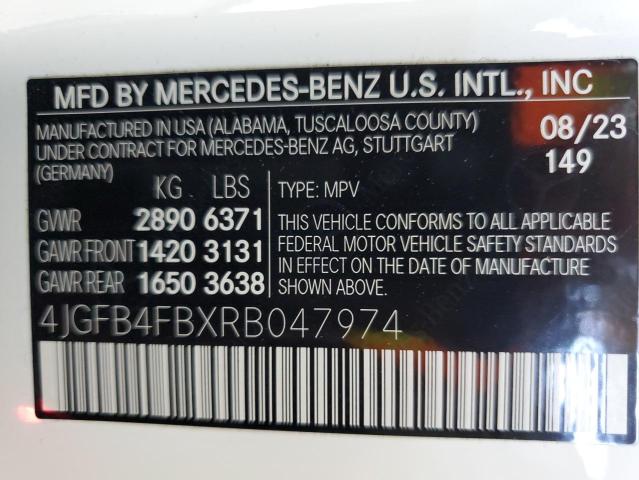 MFD BY MERCEDES-BENZ U.S. INTL., INC
MANUFACTURED IN USA (ALABAMA, TUSCALOOSA COUNTY)
UNDER CONTRACT FOR MERCEDES-BENZ AG, STUTTGART
(GERMANY)
08/23
149
KG LBS
GVWR 2890 6371
GAWR FRONT 1420 3131
GAWR REAR 1650 3638
TYPE: MPV
THIS VEHICLE CONFORMS TO ALL APPLICABLE
FEDERAL MOTOR VEHICLE SAFETY STANDARDS
IN EFFECT ON THE DATE OF MANUFACTURE
SHOWN ABOVE.
4JGFB4FBXRB047974